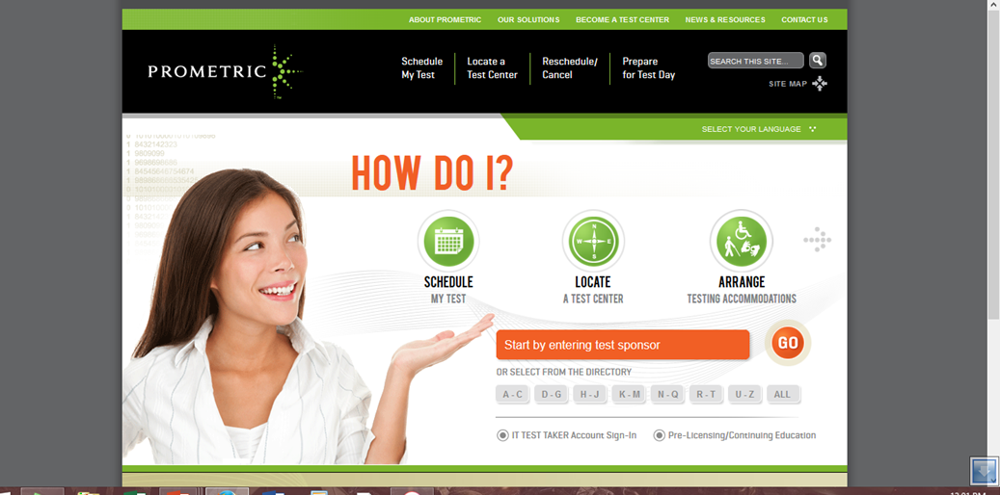 ABOUT PROMETRIC OUR SOLUTIONS BECOME A TEST CENTER NEWS & RESOURCES CONTACT US
PROMETRIC
TM
Schedule
My Test
Locate a
Test Center
Reschedule/
Cancel
Prepare
for Test Day
SEARCH THIS SITE...
SITE MAP
SELECT YOUR LANGUAGE
HOW DO I?
N
W E
S
SCHEDULE
MY TEST
LOCATE
A TEST CENTER
ARRANGE
TESTING ACCOMMODATIONS
Start by entering test sponsor
GO
OR SELECT FROM THE DIRECTORY
A - C D - G H - J K - M N - Q R - T U - Z ALL
IT TEST TAKER Account Sign-In Pre-Licensing/Continuing Education